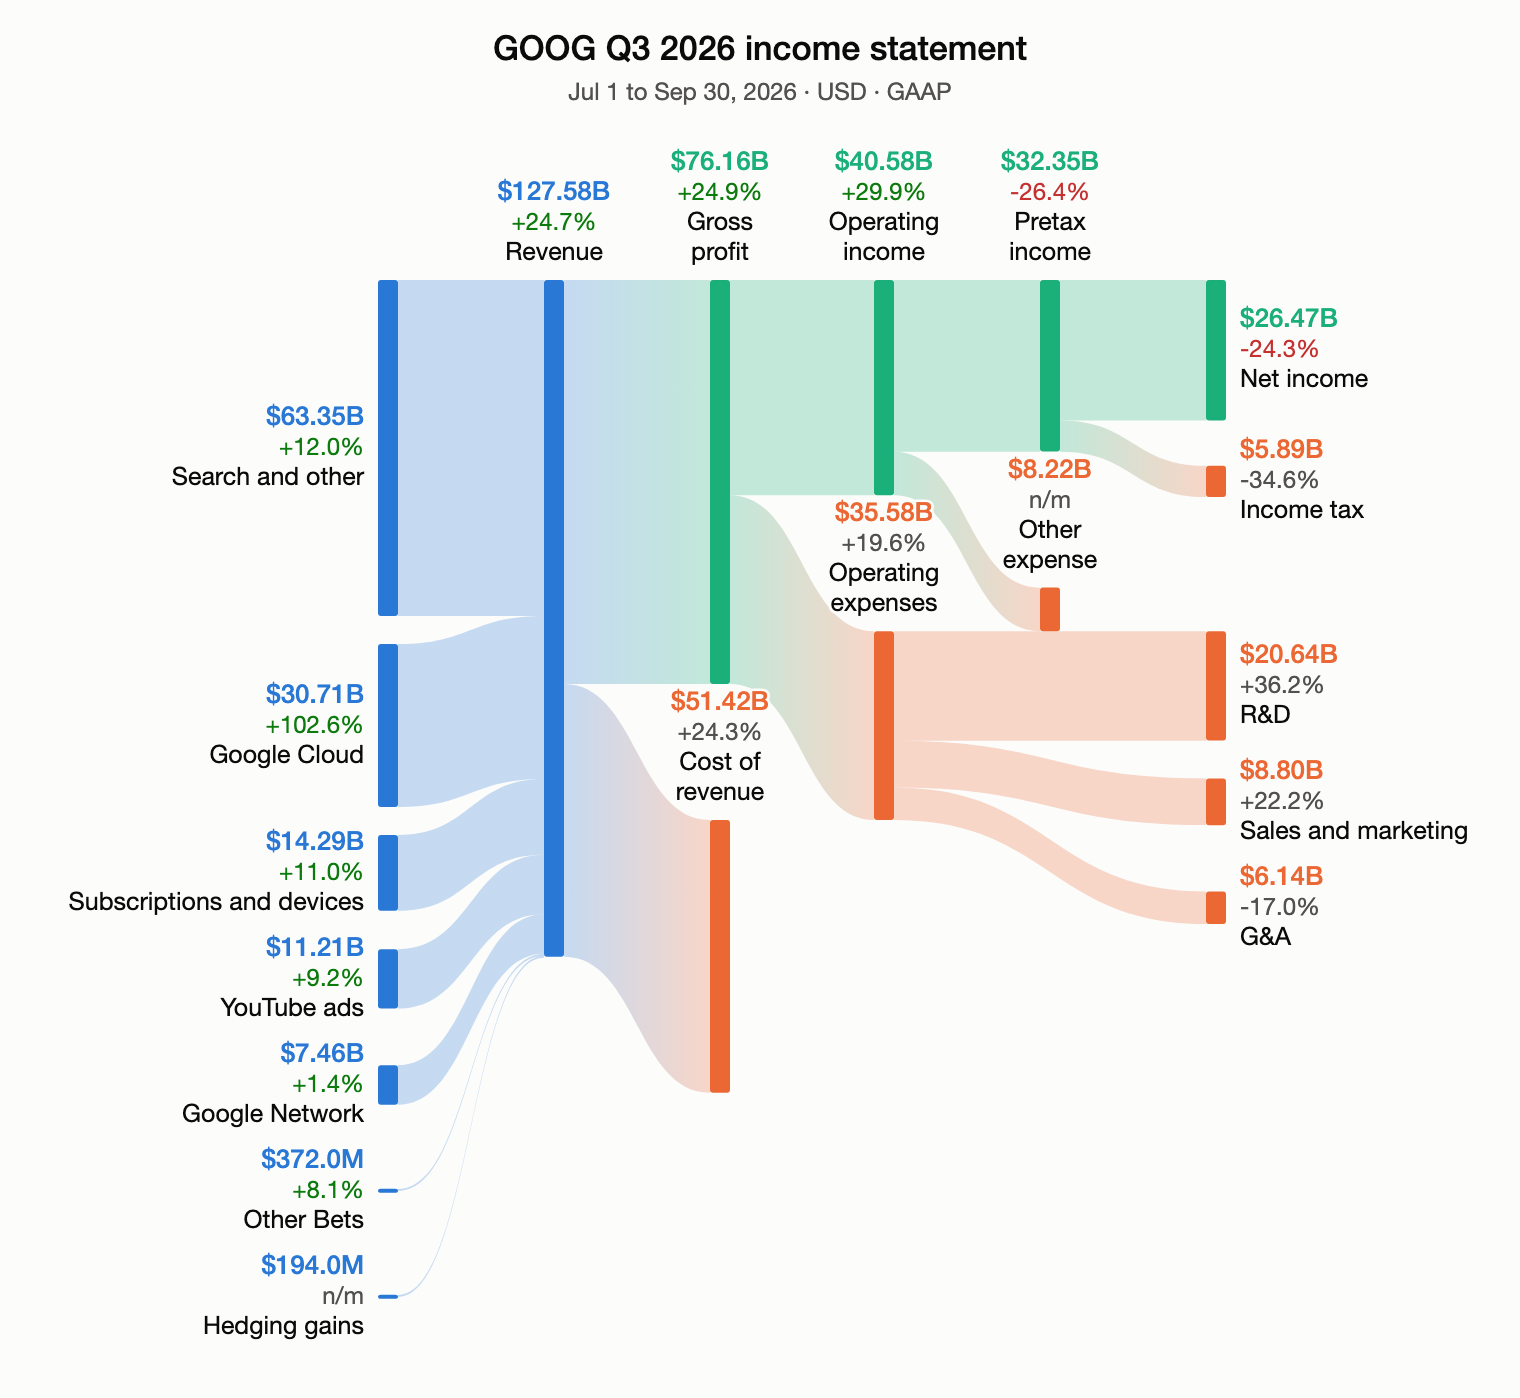 GOOG Q3 2026 income statement
Jul 1 to Sep 30, 2026 · USD · GAAP
$127.58B
+24.7%
Revenue
$76.16B
+24.9%
Gross
profit
$40.58B
+29.9%
Operating
income
$32.35B
-26.4%
Pretax
income
$63.35B
+12.0%
Search and other
$30.71B
+102.6%
Google Cloud
$14.29B
+11.0%
Subscriptions and devices
$11.21B
+9.2%
YouTube ads
$7.46B
+1.4%
Google Network
$372.0M
+8.1%
Other Bets
$194.0M
n/m
Hedging gains
$51.42B
+24.3%
Cost of
revenue
$35.58B
+19.6%
Operating
expenses
$8.22B
n/m
Other
expense
$26.47B
-24.3%
Net income
$5.89B
-34.6%
Income tax
$20.64B
+36.2%
R&D
$8.80B
+22.2%
Sales and marketing
$6.14B
-17.0%
G&A